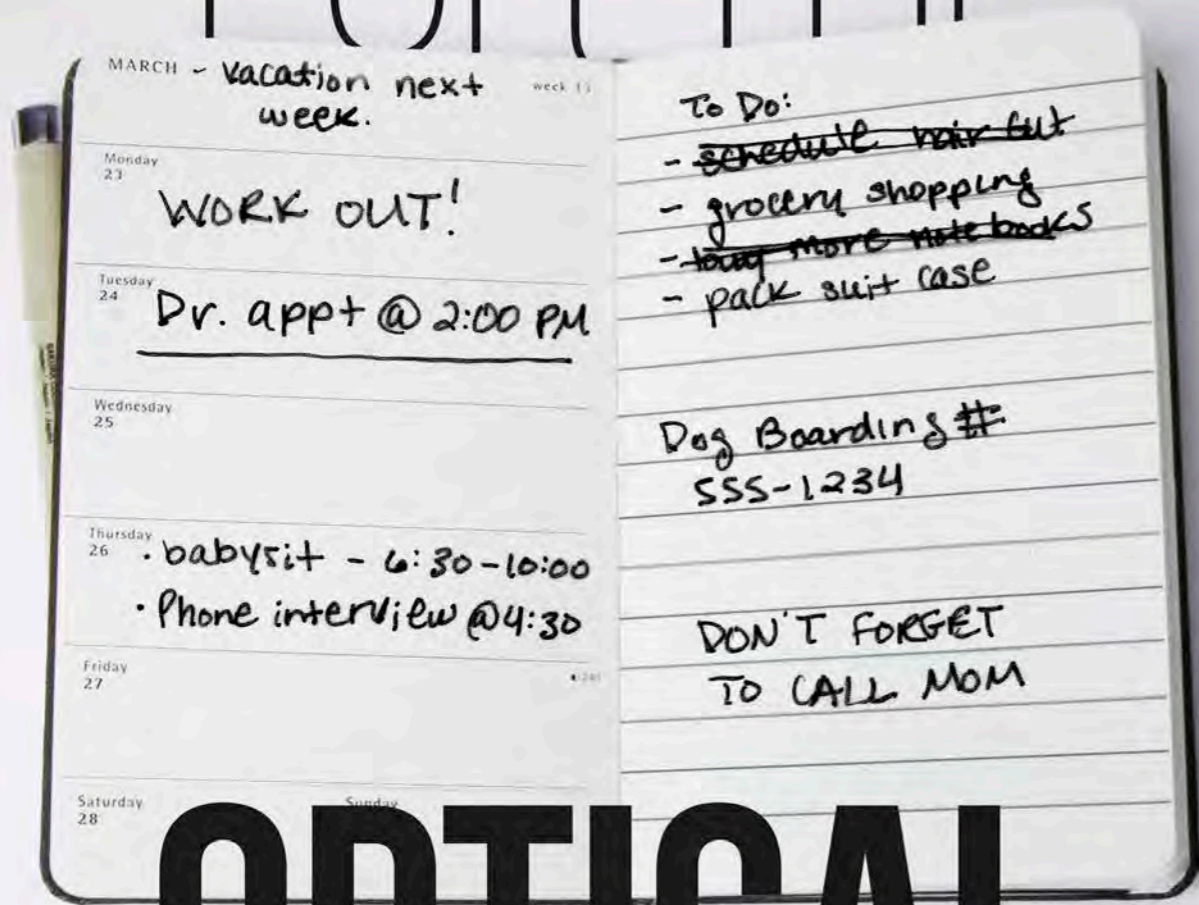 MARCH - vacation next
week 13
week.
Monday
23
WORK OUT!
Tuesday
24
Dr. appt @ 2:00 PM
Wednesday
25
Thursday
26
· babysit - 6:30-10:00
· Phone interview @4:30
Friday
27
Saturday
28
Sunday
To Do:
- schedule hair cut
- grocery shopping
- buy more notebooks
- pack suit case
Dog Boarding #:
555-1234
DON'T FORGET
TO CALL MOM
OPTICAL